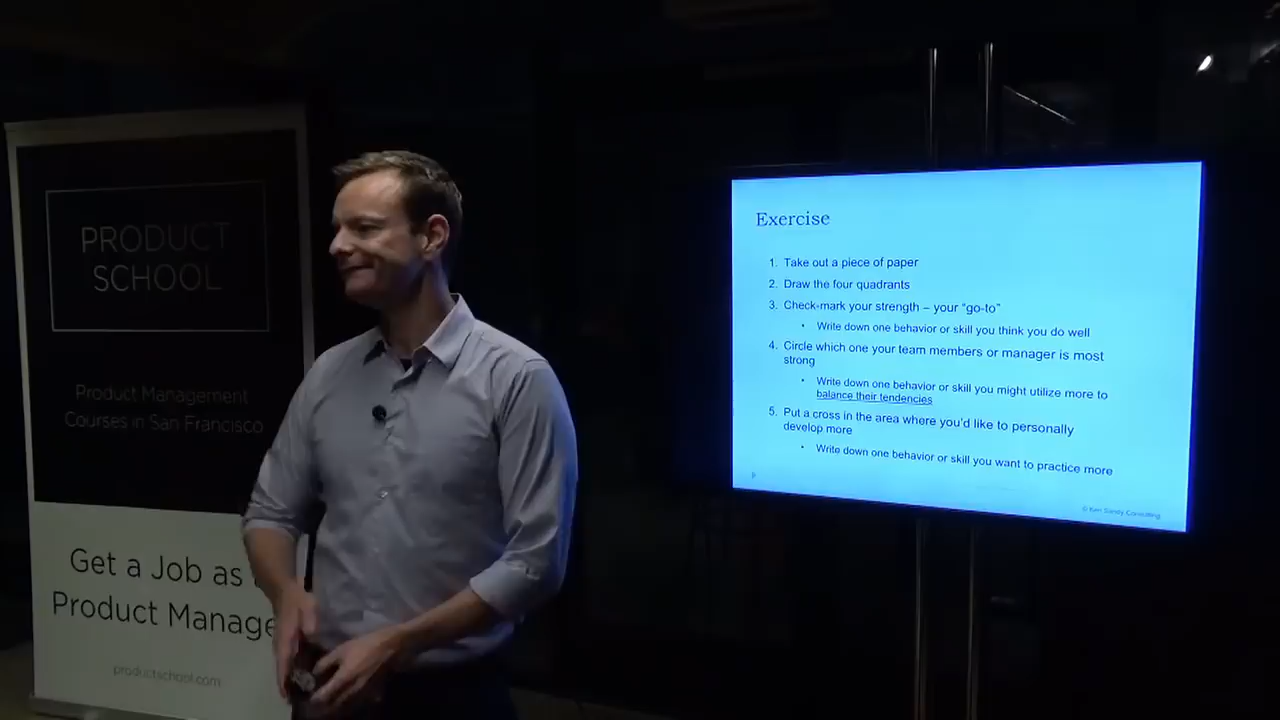 PRODUCT
SCHOOL
Product Management
Courses in San Francisco
Get a Job as
Product Manage
productschool.com
Exercise
1. Take out a piece of paper
2. Draw the four quadrants
3. Check-mark your strength – your “go-to”
• Write down one behavior or skill you think you do well
4. Circle which one your team members or manager is most
strong
• Write down one behavior or skill you might utilize more to
balance their tendencies
5. Put a cross in the area where you’d like to personally
develop more
• Write down one behavior or skill you want to practice more
© Ken Sandy Consulting